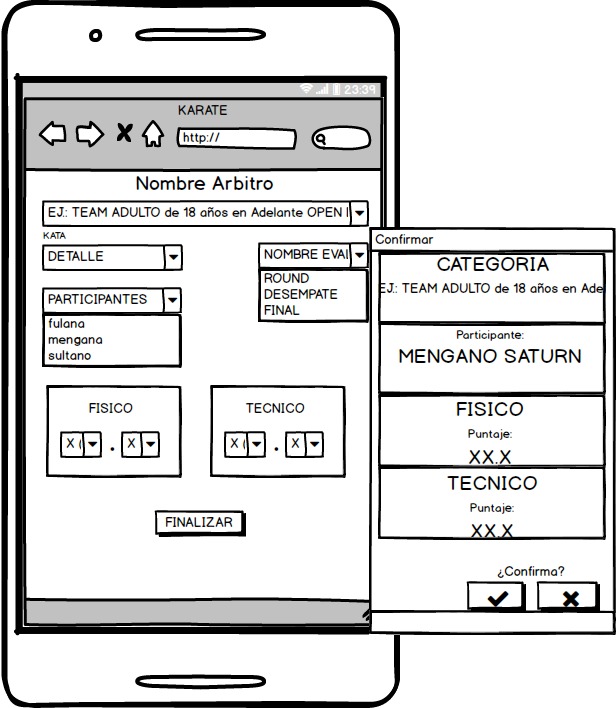 23:39
KARATE
http://
Nombre Arbitro
EJ.: TEAM ADULTO de 18 años en Adelante OPEN
KATA
DETALLE
NOMBRE EVAL
ROUND
DESEMPATE
FINAL
PARTICIPANTES
fulana
mengana
sultano
FISICO
X
.
X
TECNICO
X
.
X
FINALIZAR
Confirmar
CATEGORIA
EJ.: TEAM ADULTO de 18 años en Ade
Participante:
MENGANO SATURN
FISICO
Puntaje:
XX.X
TECNICO
Puntaje:
XX.X
¿Confirma?